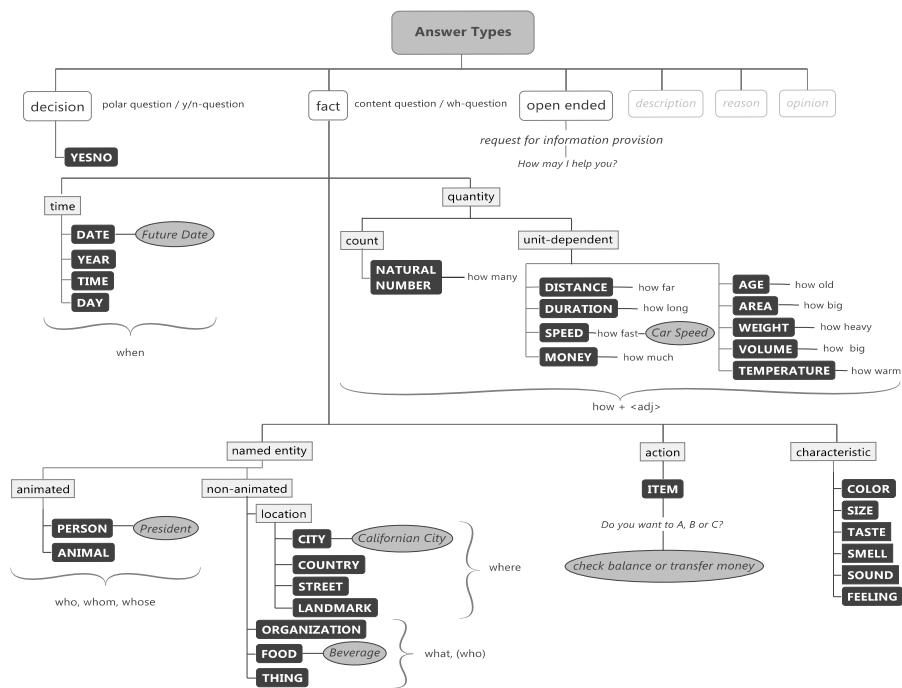 Answer Types
decision
polar question / y/n-question
fact
content question / wh-question
open ended
description
reason
opinion
request for information provision
How may I help you?
YESNO
time
DATE
Future Date
YEAR
TIME
DAY
when
quantity
count
NATURAL
NUMBER
how many
unit-dependent
DISTANCE
how far
DURATION
how long
SPEED
how fast
Car Speed
MONEY
how much
AGE
how old
AREA
how big
WEIGHT
how heavy
VOLUME
how big
TEMPERATURE
how warm
how + <adj>
named entity
animated
PERSON
President
ANIMAL
who, whom, whose
non-animated
location
CITY
Californian City
COUNTRY
STREET
LANDMARK
where
ORGANIZATION
FOOD
Beverage
THING
what, (who)
action
ITEM
Do you want to A, B or C?
check balance or transfer money
characteristic
COLOR
SIZE
TASTE
SMELL
SOUND
FEELING